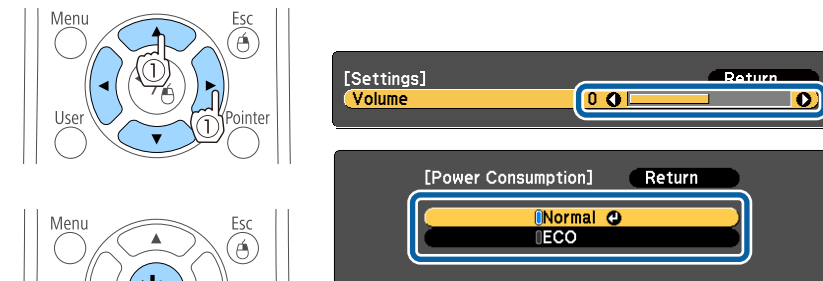 Menu
Esc
①
User
①
Pointer
[Settings]
Return
Volume
0
[Power Consumption]
Return
Normal
ECO
Menu
Esc